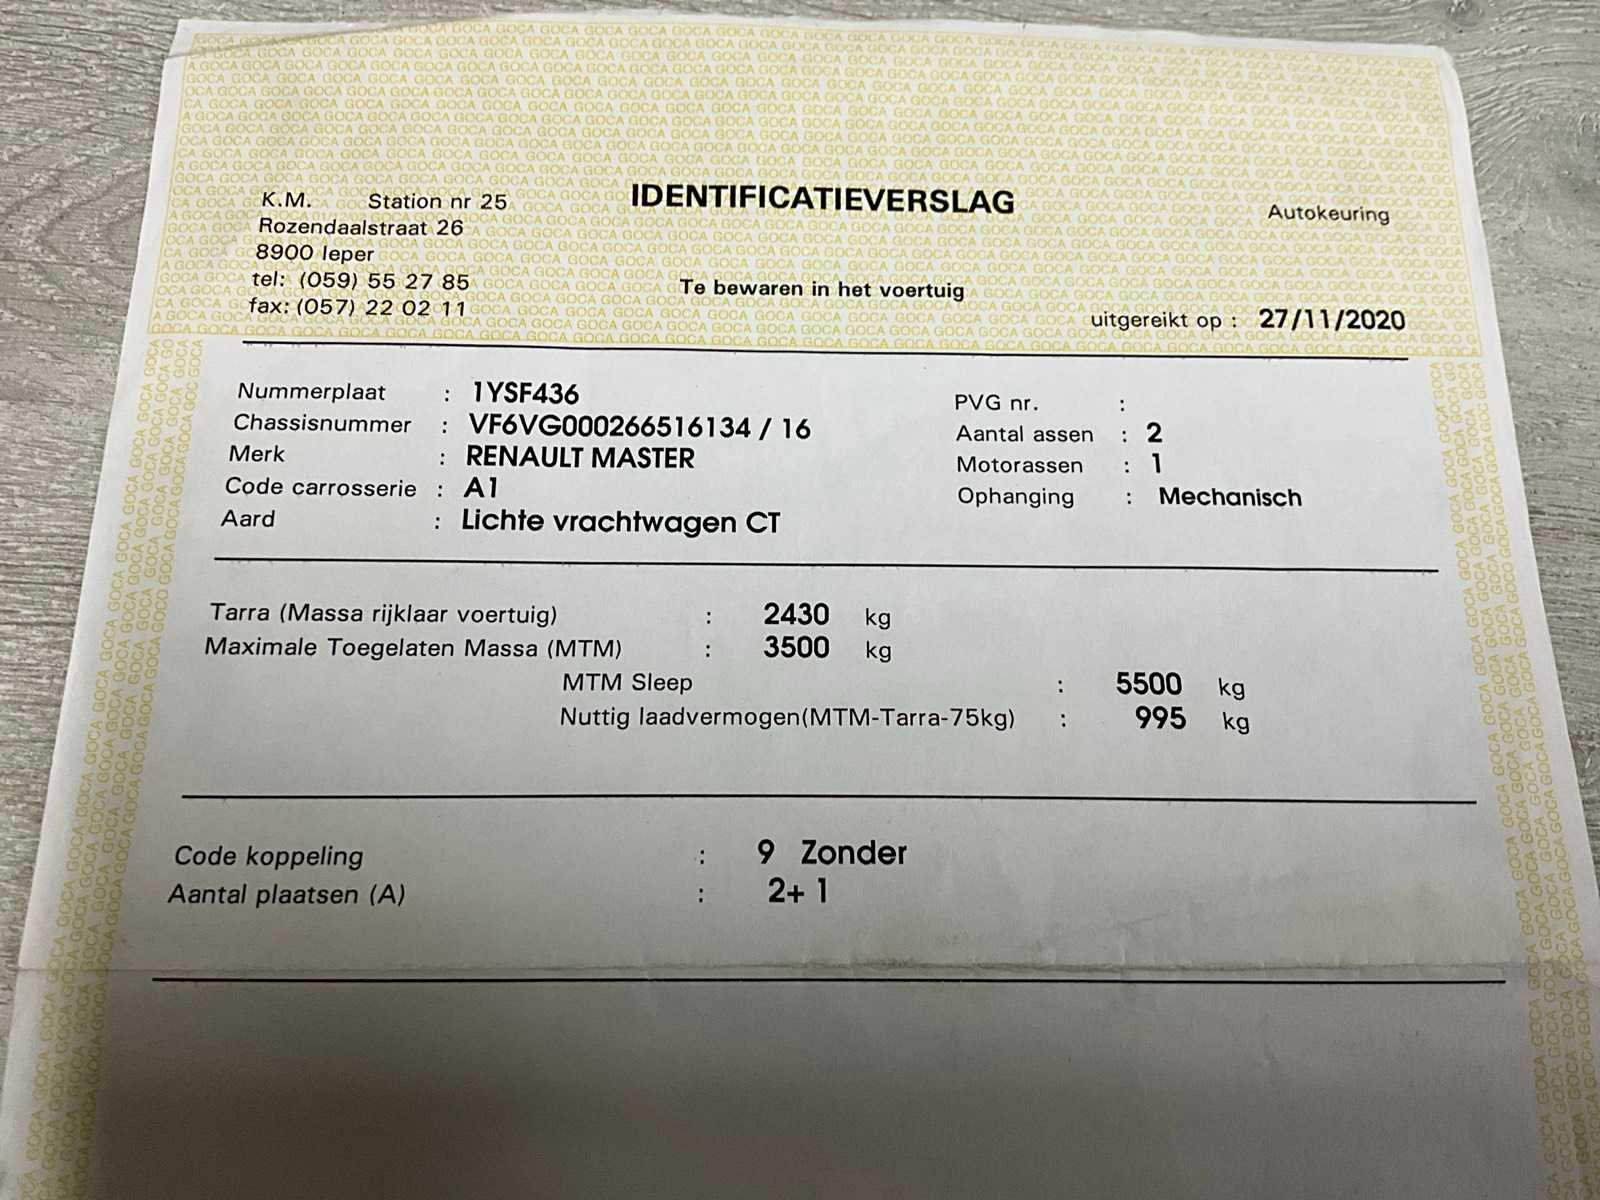 K.M. Station nr 25
Rozendaalstraat 26
8900 Ieper
tel: (059) 55 27 85
fax: (057) 22 02 11
IDENTIFICATIEVERSLAG
Te bewaren in het voertuig
Autokeuring
uitgereikt op : 27/11/2020
Nummerplaat : 1YSF436
Chassisnummer : VF6VG000266516134 / 16
Merk : RENAULT MASTER
Code carrosserie : A1
Aard : Lichte vrachtwagen CT
PVG nr. :
Aantal assen : 2
Motorassen : 1
Ophanging : Mechanisch
Tarra (Massa rijklaar voertuig) : 2430 kg
Maximale Toegelaten Massa (MTM) : 3500 kg
MTM Sleep : 5500 kg
Nuttig laadvermogen(MTM-Tarra-75kg) : 995 kg
Code koppeling : 9 Zonder
Aantal plaatsen (A) : 2+ 1